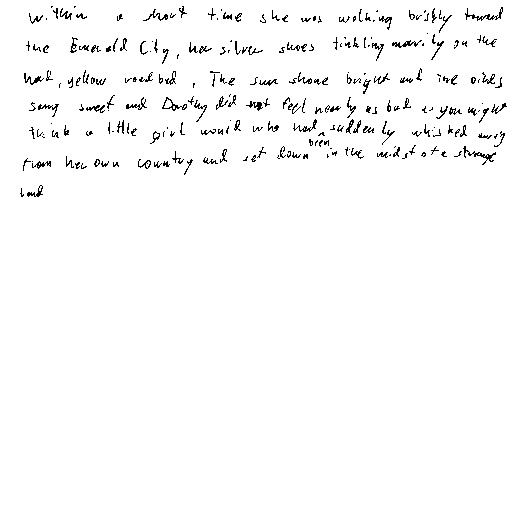 Within a short time she was walking briskly toward
the Emerald City, her silver shoes tinkling merrily on the
hard, yellow roadbed. The sun shone bright and the birds
sang sweet and Dorothy did not feel nearly as bad as you might
think a little girl would who had been suddenly whisked away
from her own country and set down in the midst of a strange
land